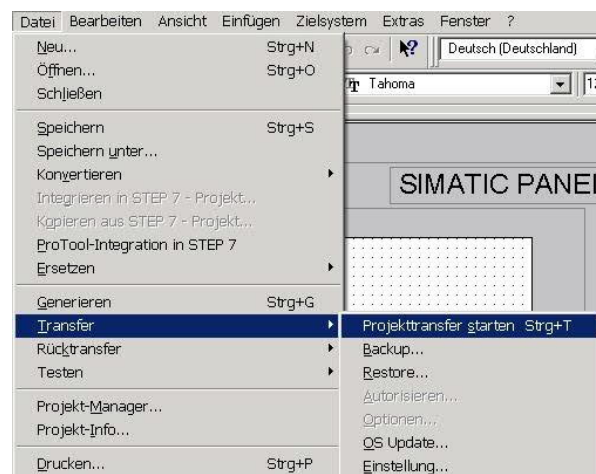 Datei Bearbeiten Ansicht Einfügen Zielsystem Extras Fenster ?
Neu... Strg+N
Öffnen... Strg+O
Schließen
Speichern Strg+S
Speichern unter...
Konvertieren
Integrieren in STEP 7 - Projekt...
Kopieren aus STEP 7 - Projekt...
ProTool-Integration in STEP 7
Ersetzen
Generieren Strg+G
Transfer
Rücktransfer
Testen
Projekt-Manager...
Projekt-Info...
Drucken... Strg+P
Deutsch (Deutschland)
Tahoma
SIMATIC PANEL
Projekttransfer starten Strg+T
Backup...
Restore...
Autorisieren...
Optionen...
OS Update...
Einstellung...